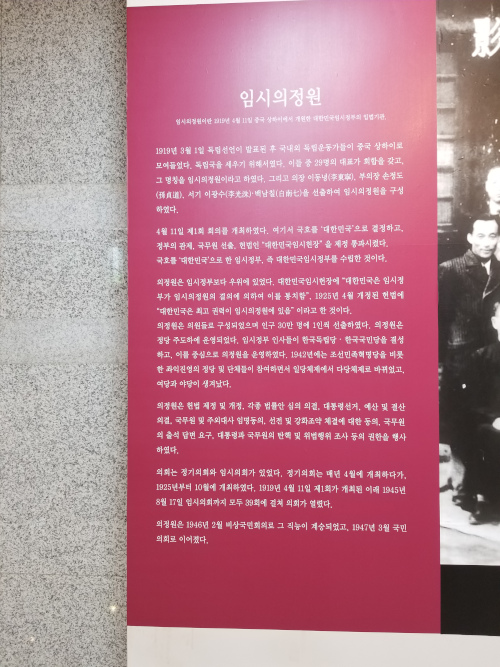 임시의정원
임시의정원이란 1919년 4월 11일 중국 상하이에서 개원한 대한민국임시정부의 입법기관.
1919년 3월 1일 독립선언이 발표된 후 국내외 독립운동가들이 중국 상하이로
모여들었다. 독립국을 세우기 위해서였다. 이들 중 29명의 대표가 회합을 갖고,
그 명칭을 임시의정원이라고 하였다. 그리고 의장 이동녕(李東寧), 부의장 손정도
(孫貞道), 서기 이광수(李光洙)·백남칠(白南七)을 선출하여 임시의정원을 구성
하였다.
4월 11일 제1회 회의를 개최하였다. 여기서 국호를 '대한민국'으로 결정하고,
정부의 관제, 국무원 선출, 헌법인 "대한민국임시헌장" 을 제정 통과시켰다.
국호를 '대한민국'으로 한 임시정부, 즉 대한민국임시정부를 수립한 것이다.
의정원은 임시정부보다 우위에 있었다. 대한민국임시헌장에 "대한민국은 임시정
부가 임시의정원의 결의에 의하여 이를 통치함", 1925년 4월 개정된 헌법에
"대한민국은 최고 권력이 임시의정원에 있음" 이라고 한 것이다.
의정원은 의원들로 구성되었으며 인구 30만 명에 1인씩 선출하였다. 의정원은
정당 주도하에 운영되었다. 임시정부 인사들이 한국독립당 · 한국국민당을 결성
하고, 이를 중심으로 의정원을 운영하였다. 1942년에는 조선민족혁명당을 비롯
한 좌익진영의 정당 및 단체들이 참여하면서 일당체제에서 다당체제로 바뀌었고,
여당과 야당이 생겨났다.
의정원은 헌법 제정 및 개정, 각종 법률안 심의 의결, 대통령선거, 예산 및 결산
의결, 국무원 및 주외대사 임명동의, 선전 및 강화조약 체결에 대한 동의, 국무원
의 출석 답변 요구, 대통령과 국무원의 탄핵 및 위법행위 조사 등의 권한을 행사
하였다.
의회는 정기의회와 임시의회가 있었다. 정기의회는 매년 4월에 개최하다가,
1925년부터 10월에 개최하였다. 1919년 4월 11일 제1회가 개최된 이래 1945년
8월 17일 임시의회까지 모두 39회에 걸쳐 의회가 열렸다.
의정원은 1946년 2월 비상국민회의로 그 직능이 계승되었고, 1947년 3월 국민
의회로 이어졌다.
影